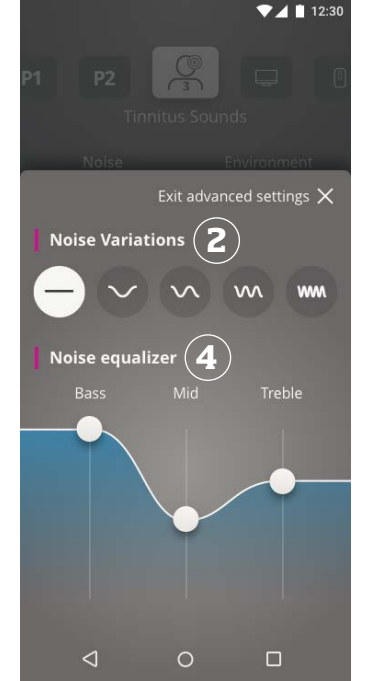 12:30
P1 P2 3
Tinnitus Sounds
Noise Environment
Exit advanced settings
Noise Variations 2
Noise equalizer 4
Bass Mid Treble